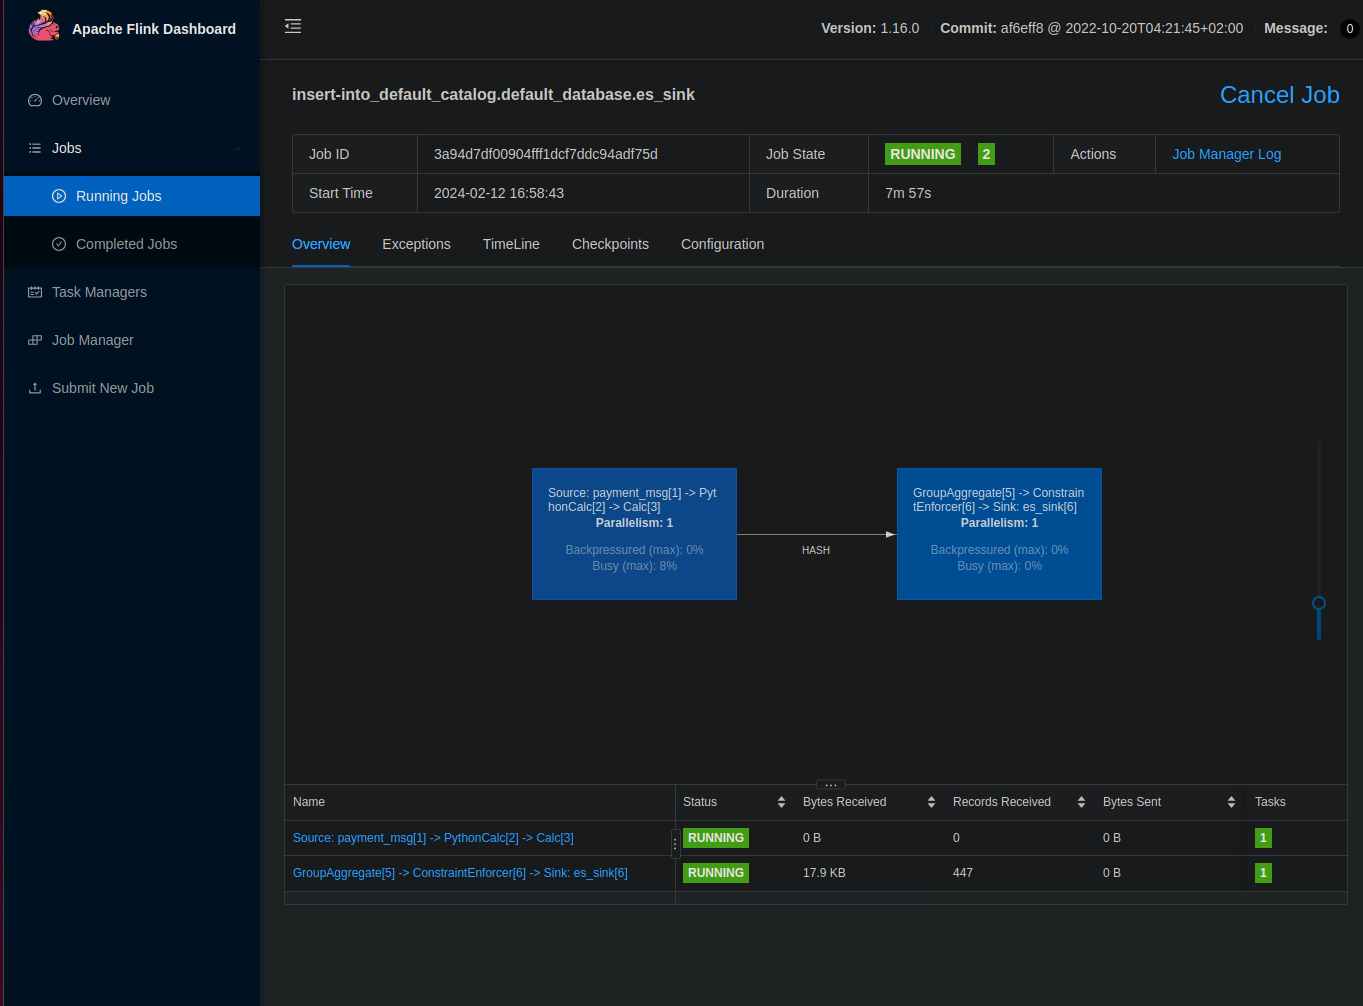 Apache Flink Dashboard
Version: 1.16.0 Commit: af6eff8 @ 2022-10-20T04:21:45+02:00 Message: 0
Overview
Jobs
Running Jobs
Completed Jobs
Task Managers
Job Manager
Submit New Job
insert-into_default_catalog.default_database.es_sink
Cancel Job
Job ID 3a94d7df00904fff1dcf7ddc94adf75d Job State RUNNING 2 Actions Job Manager Log
Start Time 2024-02-12 16:58:43 Duration 7m 57s
Overview Exceptions TimeLine Checkpoints Configuration
Source: payment_msg[1] -> Pyt
honCalc[2] -> Calc[3]
Parallelism: 1
Backpressured (max): 0%
Busy (max): 8%
HASH
GroupAggregate[5] -> Constrain
tEnforcer[6] -> Sink: es_sink[6]
Parallelism: 1
Backpressured (max): 0%
Busy (max): 0%
Name Status Bytes Received Records Received Bytes Sent Tasks
Source: payment_msg[1] -> PythonCalc[2] -> Calc[3] RUNNING 0 B 0 0 B 1
GroupAggregate[5] -> ConstraintEnforcer[6] -> Sink: es_sink[6] RUNNING 17.9 KB 447 0 B 1